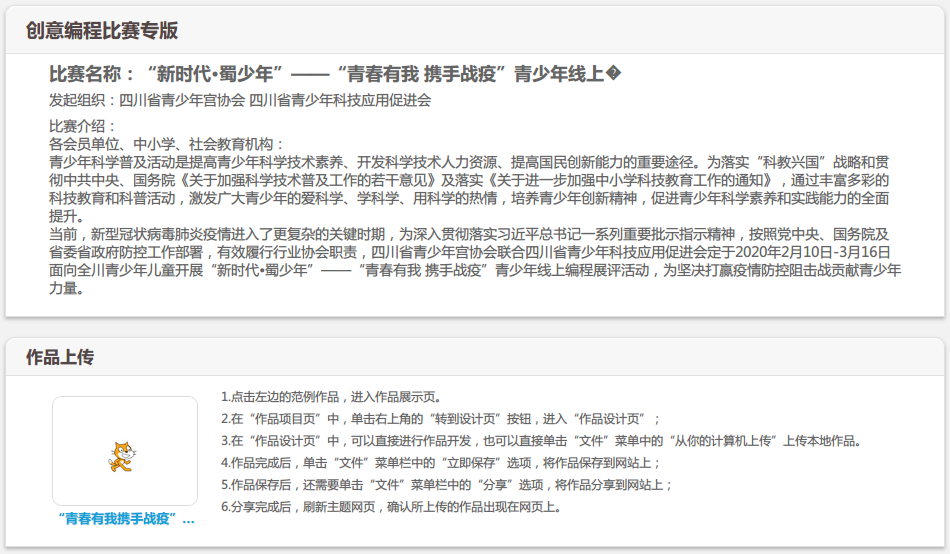 创意编程比赛专版
比赛名称：“新时代•蜀少年”——“青春有我 携手战疫”青少年线上�
发起组织：四川省青少年宫协会 四川省青少年科技应用促进会
比赛介绍：
各会员单位、中小学、社会教育机构：
青少年科学普及活动是提高青少年科学技术素养、开发科学技术人力资源、提高国民创新能力的重要途径。为落实“科教兴国”战略和贯
彻中共中央、国务院《关于加强科学技术普及工作的若干意见》及落实《关于进一步加强中小学科技教育工作的通知》，通过丰富多彩的
科技教育和科普活动，激发广大青少年的爱科学、学科学、用科学的热情，培养青少年创新精神，促进青少年科学素养和实践能力的全面
提升。
当前，新型冠状病毒肺炎疫情进入了更复杂的关键时期，为深入贯彻落实习近平总书记一系列重要批示指示精神，按照党中央、国务院及
省委省政府防控工作部署，有效履行行业协会职责，四川省青少年宫协会联合四川省青少年科技应用促进会定于2020年2月10日-3月16日
面向全川青少年儿童开展“新时代•蜀少年”——“青春有我 携手战疫”青少年线上编程展评活动，为坚决打赢疫情防控阻击战贡献青少年
力量。
作品上传
1.点击左边的范例作品，进入作品展示页。
2.在“作品项目页”中，单击右上角的“转到设计页”按钮，进入“作品设计页”；
3.在“作品设计页”中，可以直接进行作品开发，也可以直接单击“文件”菜单中的“从你的计算机上传”上传本地作品。
4.作品完成后，单击“文件”菜单栏中的“立即保存”选项，将作品保存到网站上；
5.作品保存后，还需要单击“文件”菜单栏中的“分享”选项，将作品分享到网站上；
6.分享完成后，刷新主题网页，确认所上传的作品出现在网页上。
“青春有我携手战疫”...